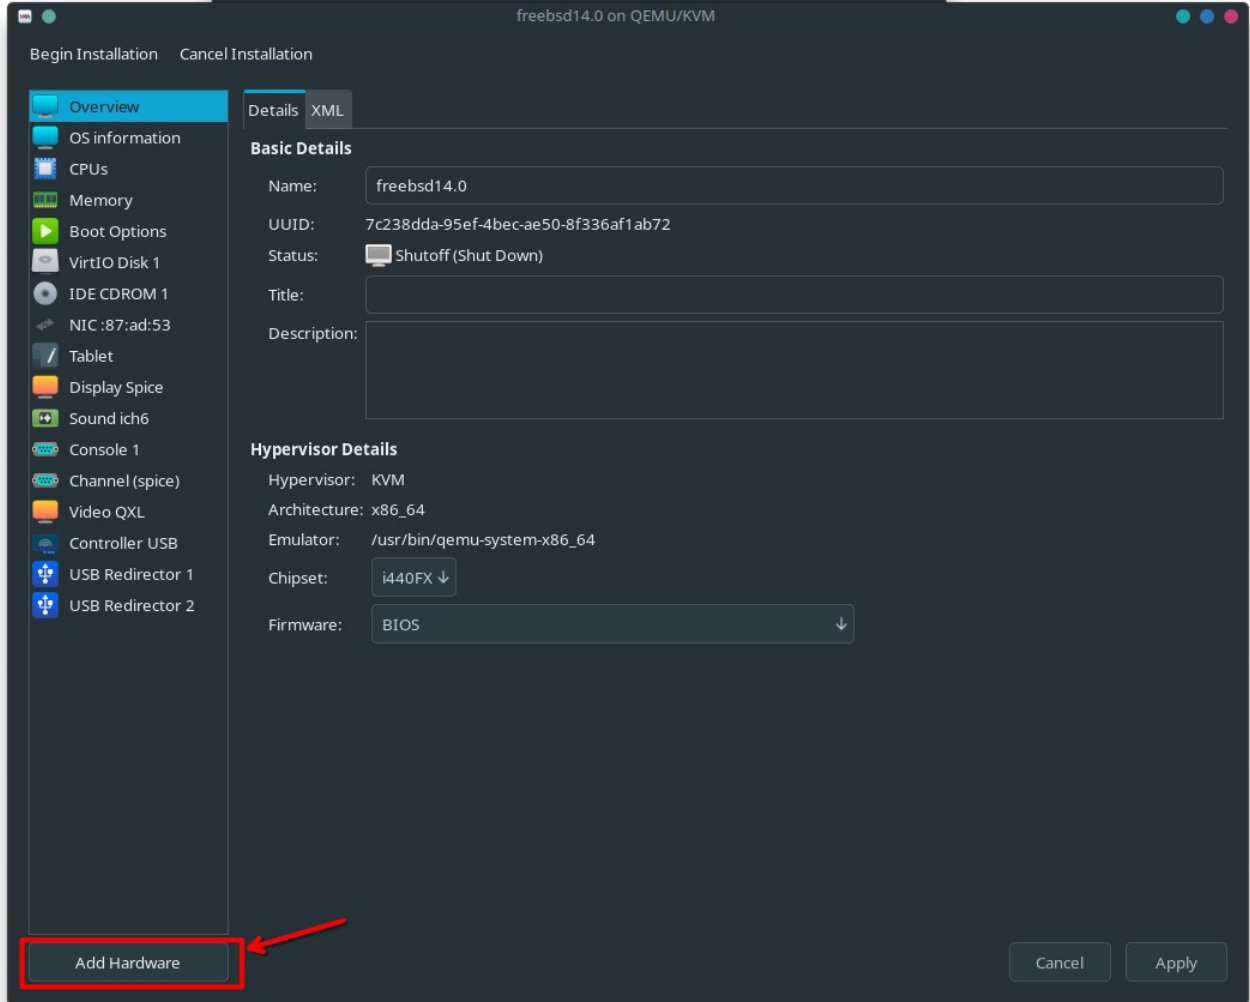 freebsd14.0 on QEMU/KVM
Begin Installation Cancel Installation
Overview
OS information
CPUs
Memory
Boot Options
VirtIO Disk 1
IDE CDROM 1
NIC :87:ad:53
Tablet
Display Spice
Sound ich6
Console 1
Channel (spice)
Video QXL
Controller USB
USB Redirector 1
USB Redirector 2
Add Hardware
Details XML
Basic Details
Name: freebsd14.0
UUID: 7c238dda-95ef-4bec-ae50-8f336af1ab72
Status: Shutoff (Shut Down)
Title:
Description:
Hypervisor Details
Hypervisor: KVM
Architecture: x86_64
Emulator: /usr/bin/qemu-system-x86_64
Chipset: i440FX
Firmware: BIOS
Cancel Apply